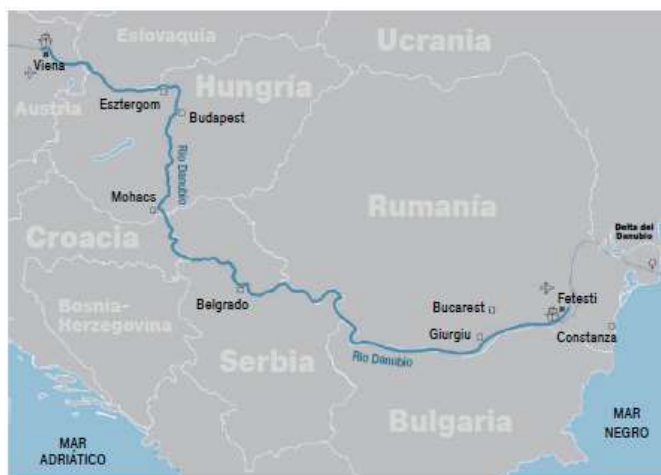 Eslovaquia
Ucrania
Viena
Hungría
Austria
Esztergom
Budapest
Río Danubio
Mohacs
Rumanía
Croacia
Delta del
Danubio
Belgrado
Bosnia-
Herzegovina
Bucarest
Fetesti
Giurgiu
Constanza
Río Danubio
Serbia
Bulgaria
MAR
NEGRO
MAR
ADRIÁTICO